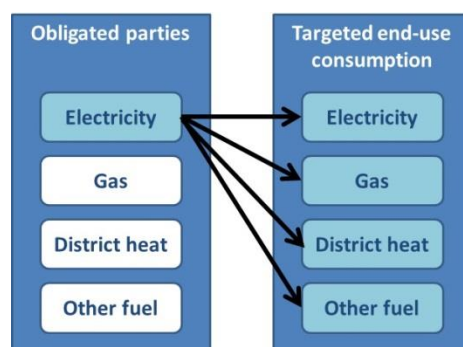 Obligated parties
Electricity
Gas
District heat
Other fuel
Targeted end-use
consumption
Electricity
Gas
District heat
Other fuel